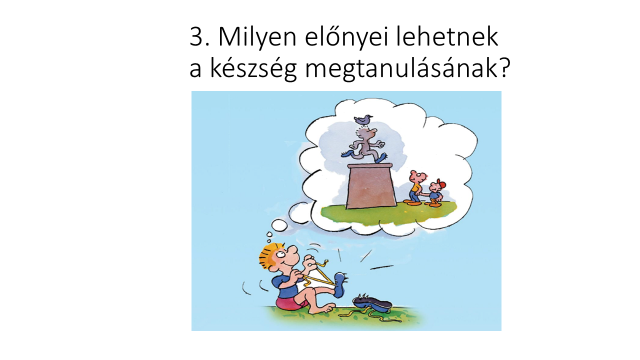 3. Milyen előnyei lehetnek
a készség megtanulásának?